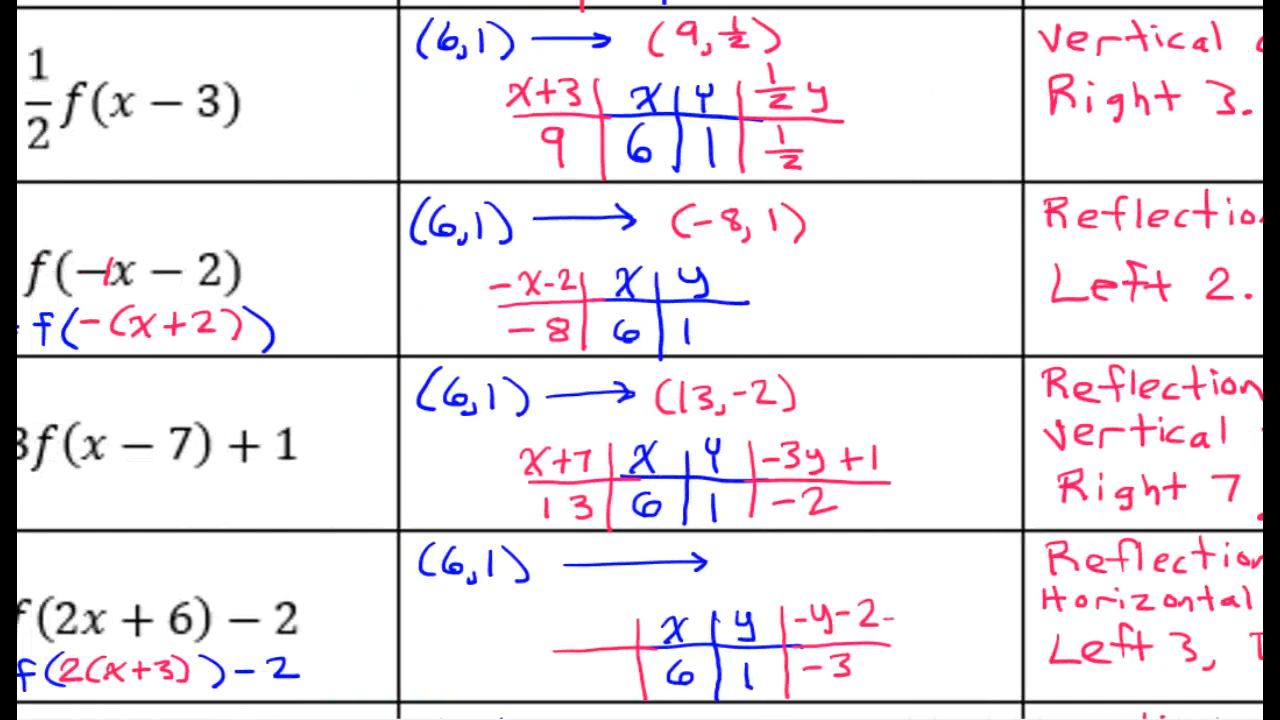 1/2 f(x − 3)
(6,1) → (9,1/2)
x+3 | x | y | 1/2 y
9 | 6 | 1 | 1/2
Vertical
Right 3.
f(−1x − 2)
f(-(x+2))
(6,1) → (-8,1)
-x-2 | x | y
-8 | 6 | 1
Reflectio
Left 2.
3f(x − 7) + 1
(6,1) → (13,-2)
x+7 | x | y | -3y+1
13 | 6 | 1 | -2
Reflection
Vertical
Right 7
f(2x + 6) − 2
f(2(x+3))-2
(6,1) →
x | y | -y-2
6 | 1 | -3
Reflection
Horizontal
Left 3,